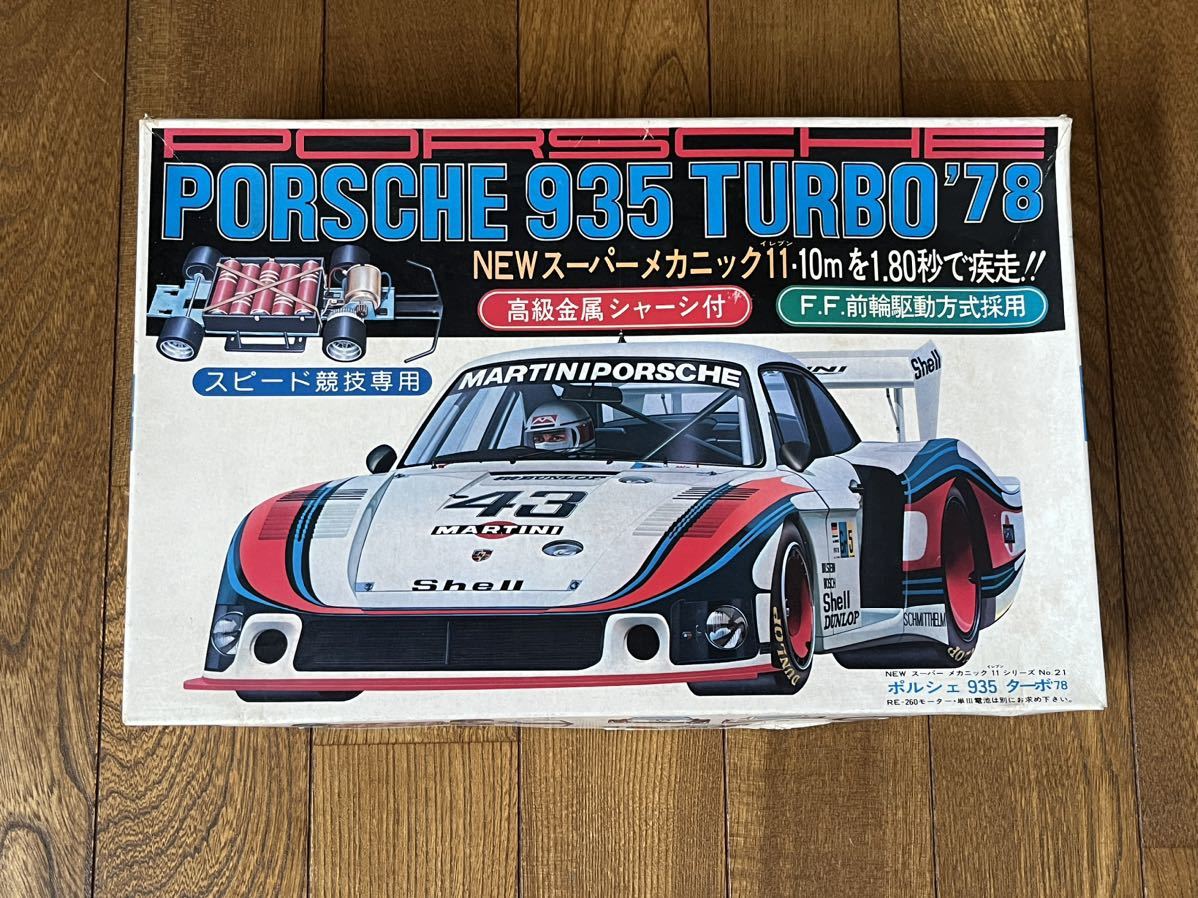 PORSCHE
PORSCHE 935 TURBO '78
イレブン
NEWスーパーメカニック11・10mを1.80秒で疾走!!
高級金属シャーシ付
F.F.前輪駆動方式採用
スピード競技専用
Shell
MARTINIPORSCHE
DUNLOP
43
MARTINI
Shell
Shell
DUNLOP
SCHMITTHELM
DUNLOP
イレブン
NEW スーパー メカニック 11 シリーズ No.21
ポルシェ 935 ターボ'78
RE-260モーター・単III電池は別にお求め下さい。